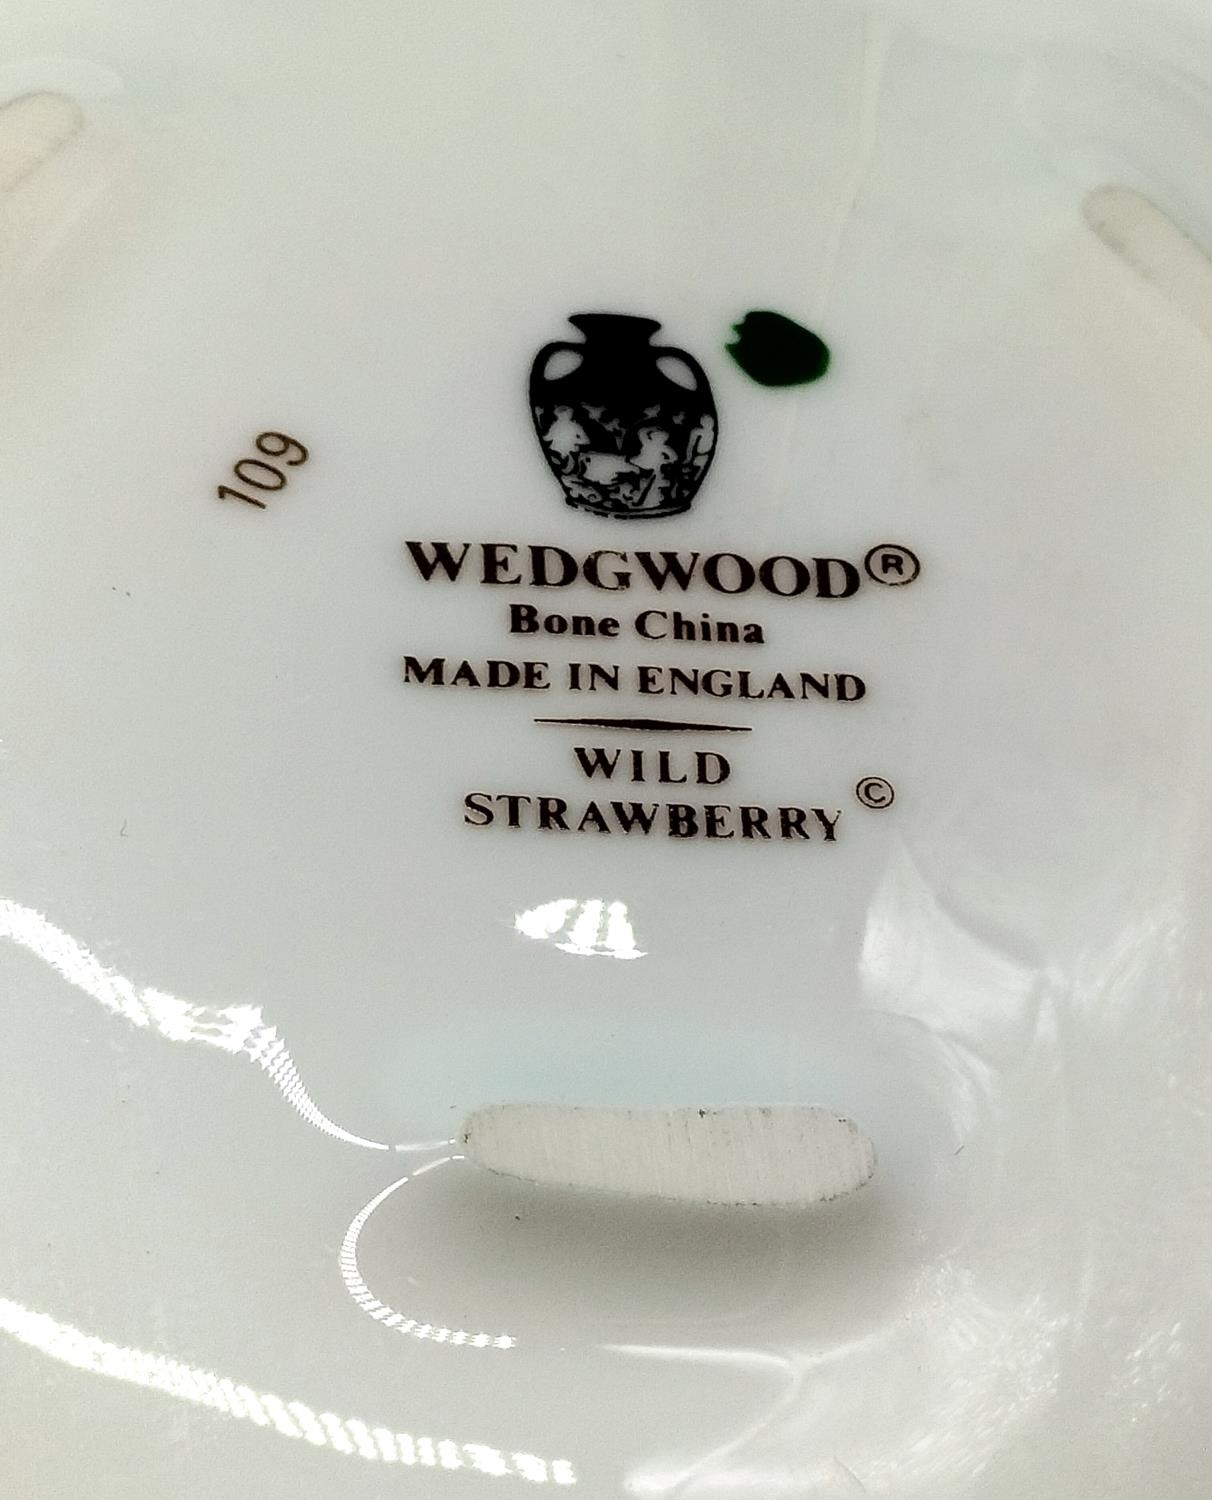 109
WEDGWOOD®
Bone China
MADE IN ENGLAND
WILD
STRAWBERRY ©